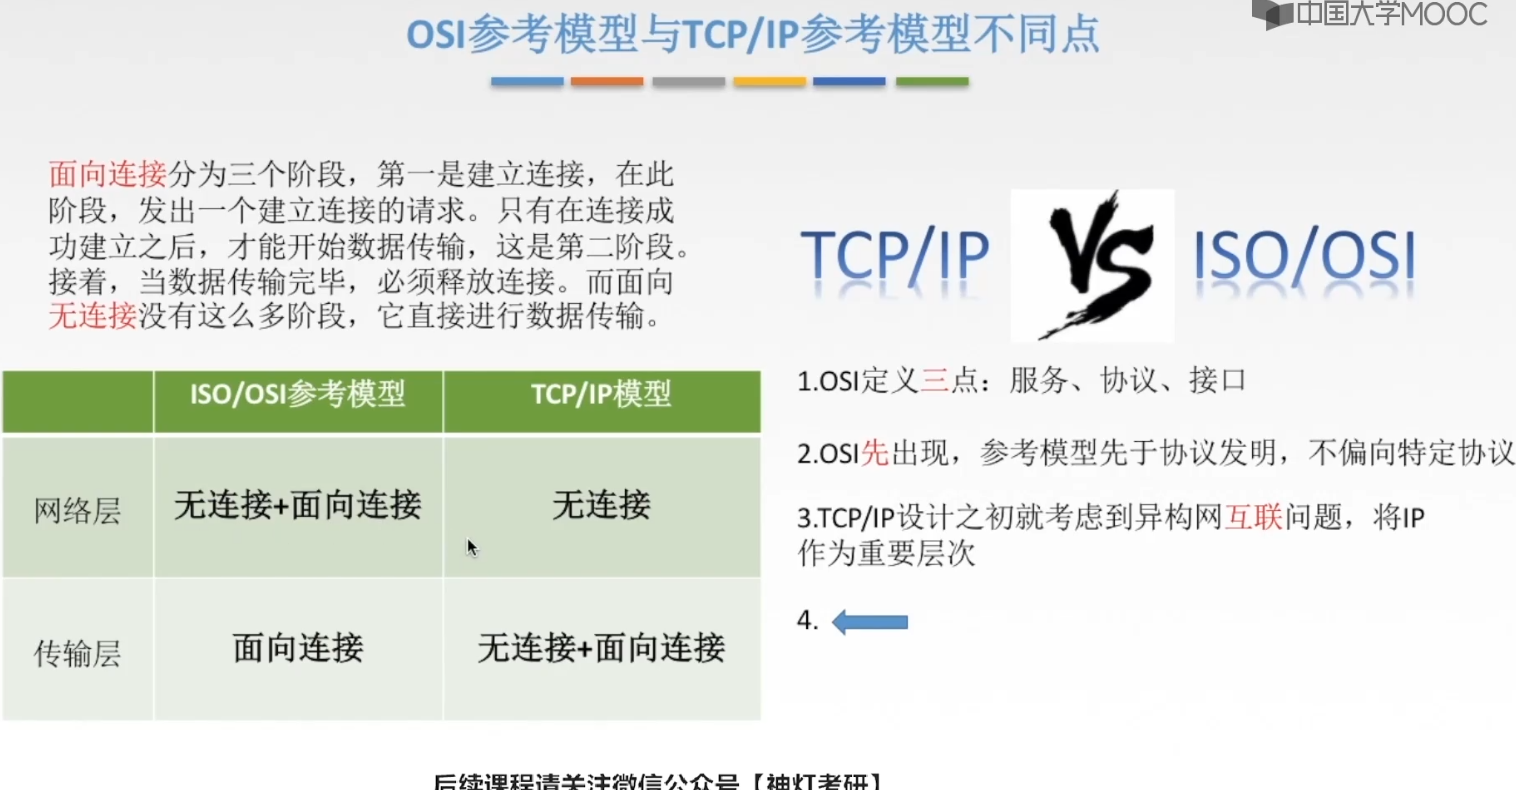 中国大学MOOC
OSI参考模型与TCP/IP参考模型不同点
面向连接分为三个阶段，第一是建立连接，在此
阶段，发出一个建立连接的请求。只有在连接成
功建立之后，才能开始数据传输，这是第二阶段。
接着，当数据传输完毕，必须释放连接。而面向
无连接没有这么多阶段，它直接进行数据传输。
ISO/OSI参考模型 TCP/IP模型
网络层 无连接+面向连接 无连接
传输层 面向连接 无连接+面向连接
TCP/IP VS ISO/OSI
1.OSI定义三点：服务、协议、接口
2.OSI先出现，参考模型先于协议发明，不偏向特定协议
3.TCP/IP设计之初就考虑到异构网互联问题，将IP
作为重要层次
4.
后续课程请关注微信公众号【神灯考研】